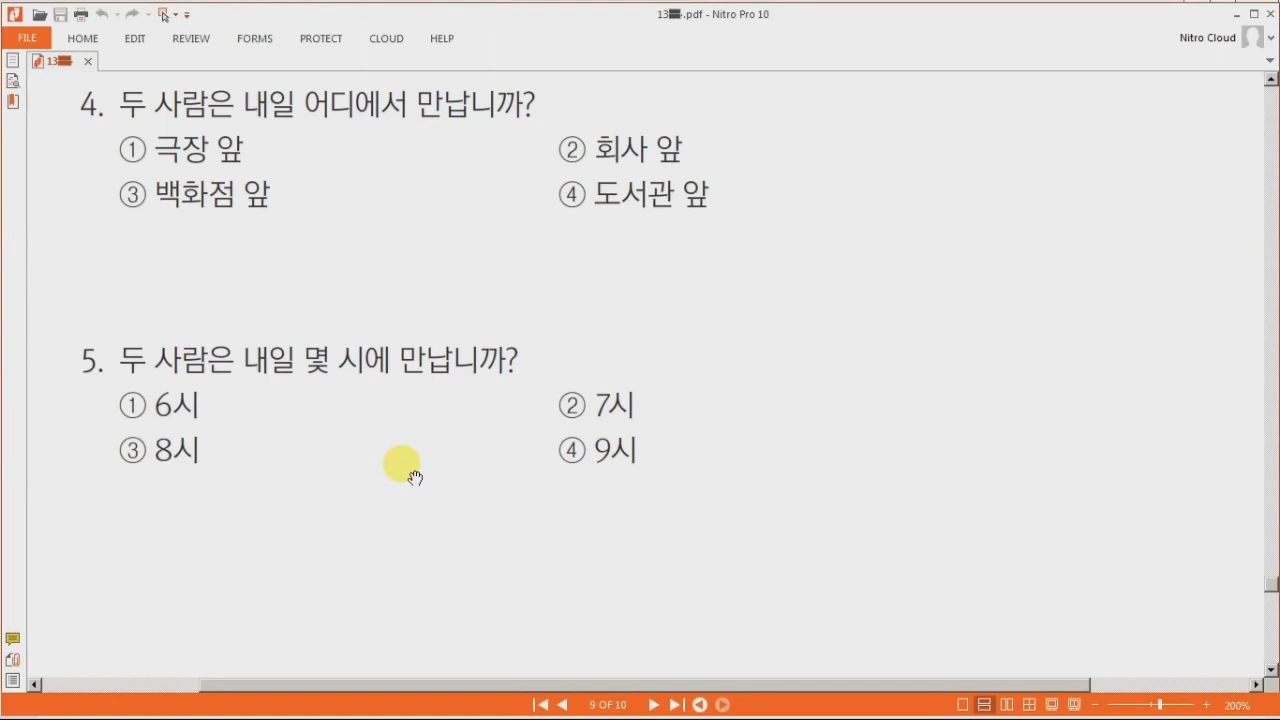 13 .pdf - Nitro Pro 10
FILE HOME EDIT REVIEW FORMS PROTECT CLOUD HELP Nitro Cloud
13
4. 두 사람은 내일 어디에서 만납니까?
① 극장 앞 ② 회사 앞
③ 백화점 앞 ④ 도서관 앞
5. 두 사람은 내일 몇 시에 만납니까?
① 6시 ② 7시
③ 8시 ④ 9시
9 OF 10 200%